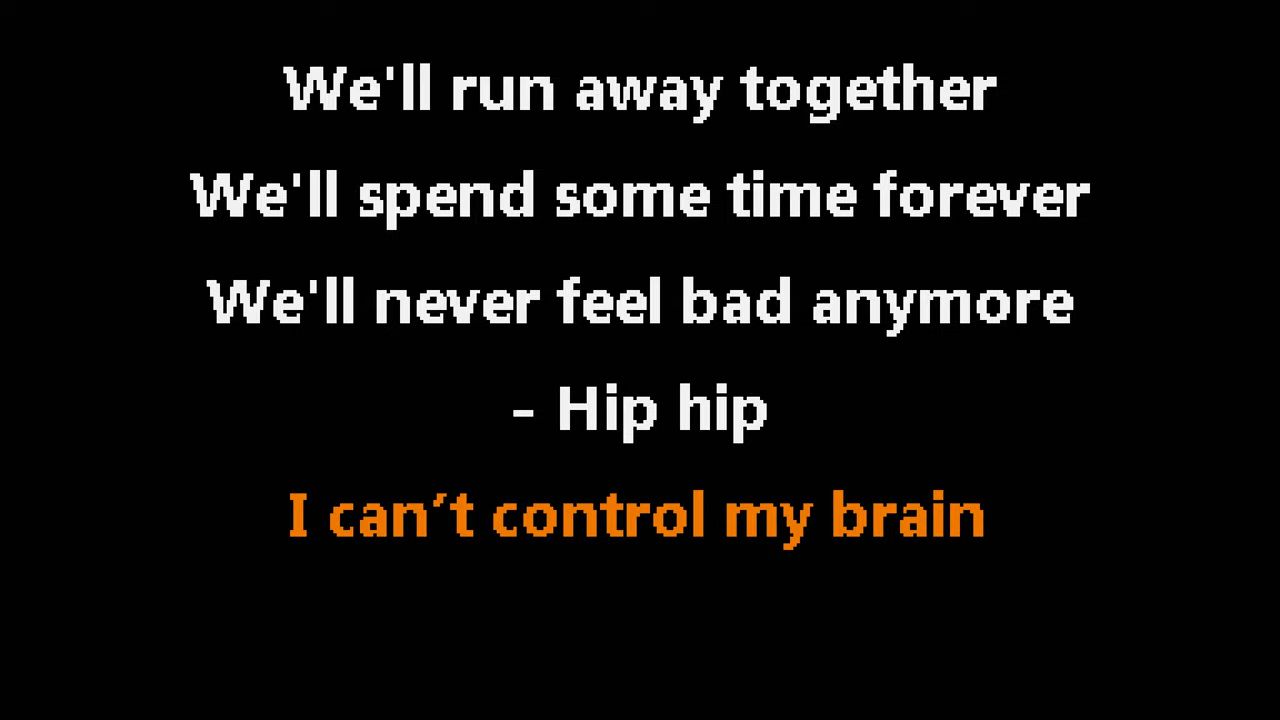 We'll run away together
We'll spend some time forever
We'll never feel bad anymore
- Hip hip
I can’t control my brain